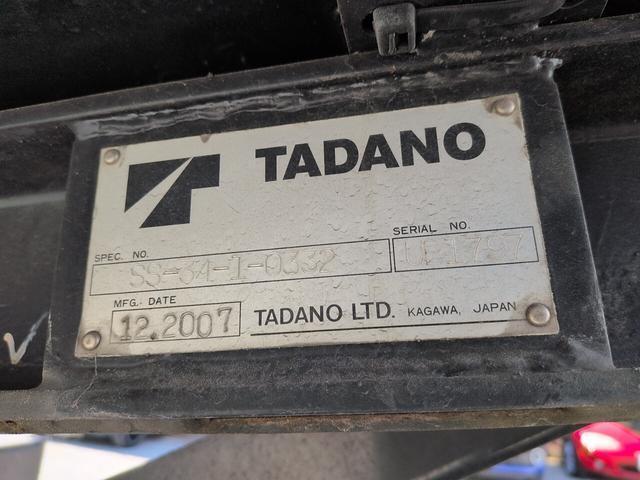 TADANO
SPEC. NO.
SS-34-1-0332
SERIAL NO.
MFG. DATE
12.2007
TADANO LTD. KAGAWA, JAPAN